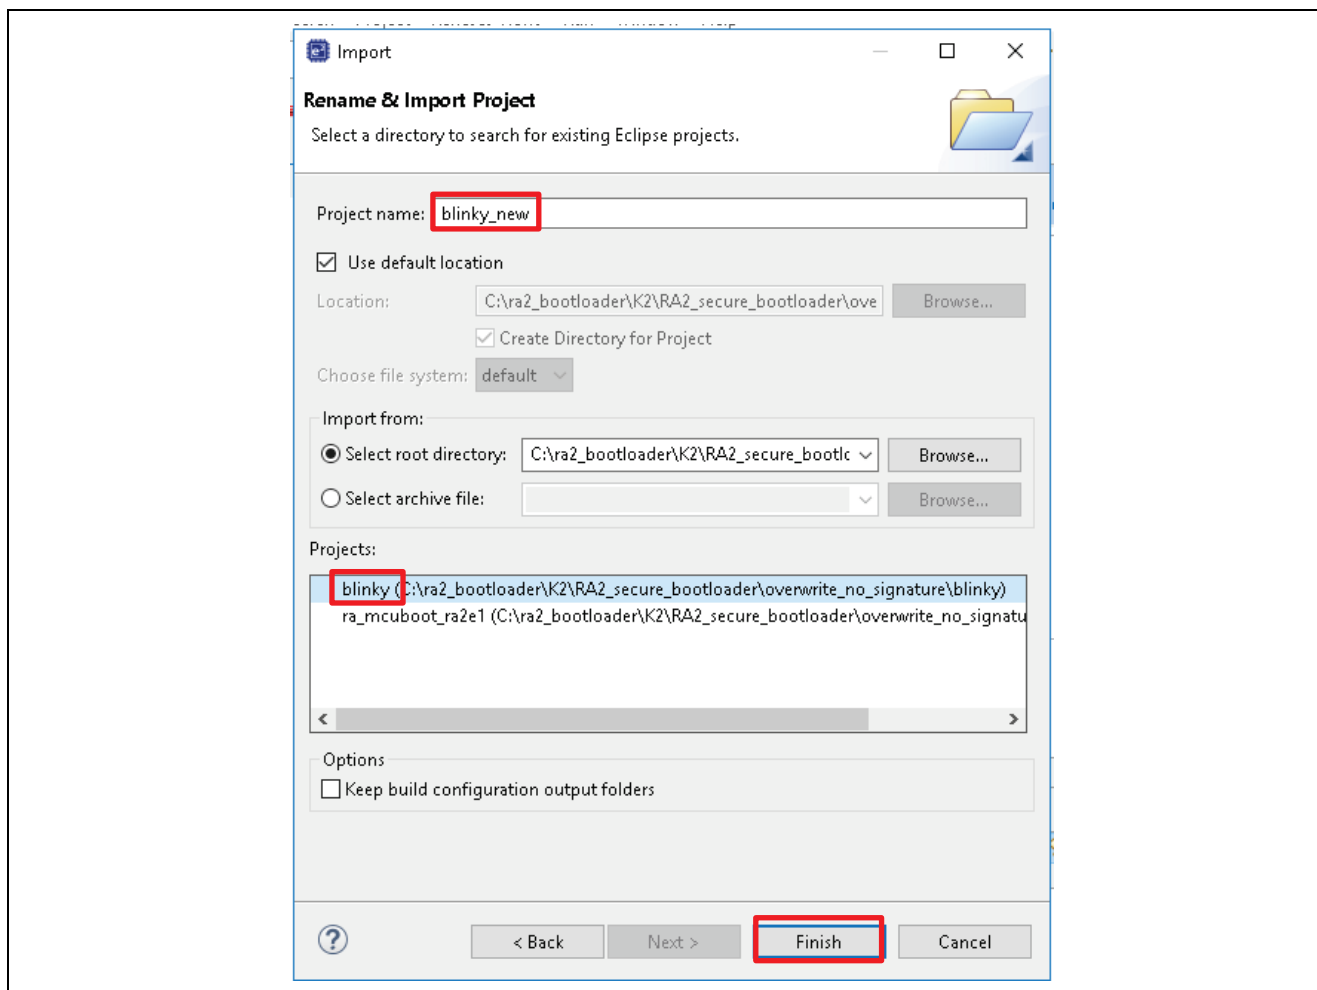 Import
Rename & Import Project
Select a directory to search for existing Eclipse projects.
Project name: blinky_new
Use default location
Location: C:\ra2_bootloader\K2\RA2_secure_bootloader\ove Browse...
Create Directory for Project
Choose file system: default
Import from:
Select root directory: C:\ra2_bootloader\K2\RA2_secure_bootlc Browse...
Select archive file: Browse...
Projects:
blinky (C:\ra2_bootloader\K2\RA2_secure_bootloader\overwrite_no_signature\blinky)
ra_mcuboot_ra2e1 (C:\ra2_bootloader\K2\RA2_secure_bootloader\overwrite_no_signatu
Options
Keep build configuration output folders
? < Back Next > Finish Cancel